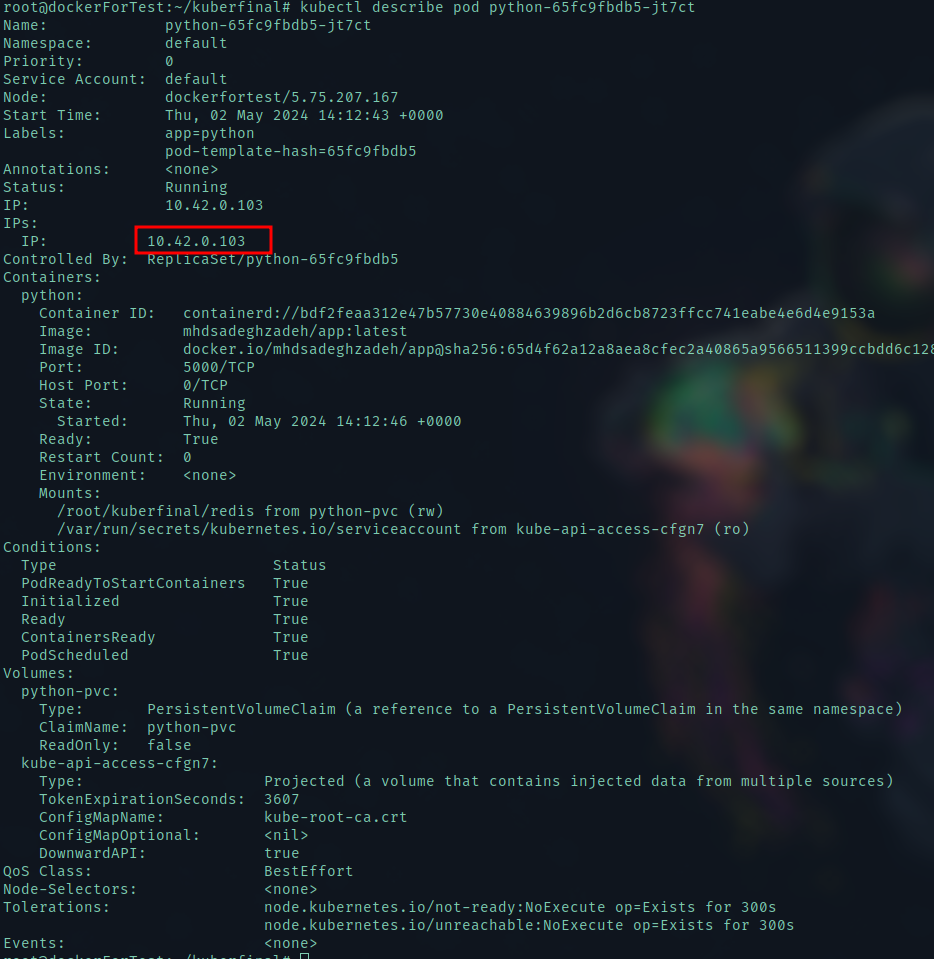 root@dockerForTest:~/kuberfinal# kubectl describe pod python-65fc9fbdb5-jt7ct
Name:             python-65fc9fbdb5-jt7ct
Namespace:        default
Priority:         0
Service Account:  default
Node:             dockerfortest/5.75.207.167
Start Time:       Thu, 02 May 2024 14:12:43 +0000
Labels:           app=python
                  pod-template-hash=65fc9fbdb5
Annotations:      <none>
Status:           Running
IP:               10.42.0.103
IPs:
  IP:           10.42.0.103
Controlled By:  ReplicaSet/python-65fc9fbdb5
Containers:
  python:
    Container ID:   containerd://bdf2feaa312e47b57730e40884639896b2d6cb8723ffcc741eabe4e6d4e9153a
    Image:          mhdsadeghzadeh/app:latest
    Image ID:       docker.io/mhdsadeghzadeh/app@sha256:65d4f62a12a8aea8cfec2a40865a9566511399ccbdd6c128
    Port:           5000/TCP
    Host Port:      0/TCP
    State:          Running
      Started:      Thu, 02 May 2024 14:12:46 +0000
    Ready:          True
    Restart Count:  0
    Environment:    <none>
    Mounts:
      /root/kuberfinal/redis from python-pvc (rw)
      /var/run/secrets/kubernetes.io/serviceaccount from kube-api-access-cfgn7 (ro)
Conditions:
  Type                        Status
  PodReadyToStartContainers   True
  Initialized                 True
  Ready                       True
  ContainersReady             True
  PodScheduled                True
Volumes:
  python-pvc:
    Type:       PersistentVolumeClaim (a reference to a PersistentVolumeClaim in the same namespace)
    ClaimName:  python-pvc
    ReadOnly:   false
  kube-api-access-cfgn7:
    Type:                    Projected (a volume that contains injected data from multiple sources)
    TokenExpirationSeconds:  3607
    ConfigMapName:           kube-root-ca.crt
    ConfigMapOptional:       <nil>
    DownwardAPI:             true
QoS Class:                   BestEffort
Node-Selectors:              <none>
Tolerations:                 node.kubernetes.io/not-ready:NoExecute op=Exists for 300s
                             node.kubernetes.io/unreachable:NoExecute op=Exists for 300s
Events:                      <none>
root@dockerForTest:~/kuberfinal#